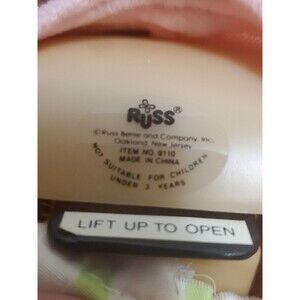 RUSS®
© Russ Berrie and Company, Inc.
Oakland, New Jersey
ITEM NO. 9110
MADE IN CHINA
NOT SUITABLE FOR CHILDREN
UNDER 3 YEARS
LIFT UP TO OPEN